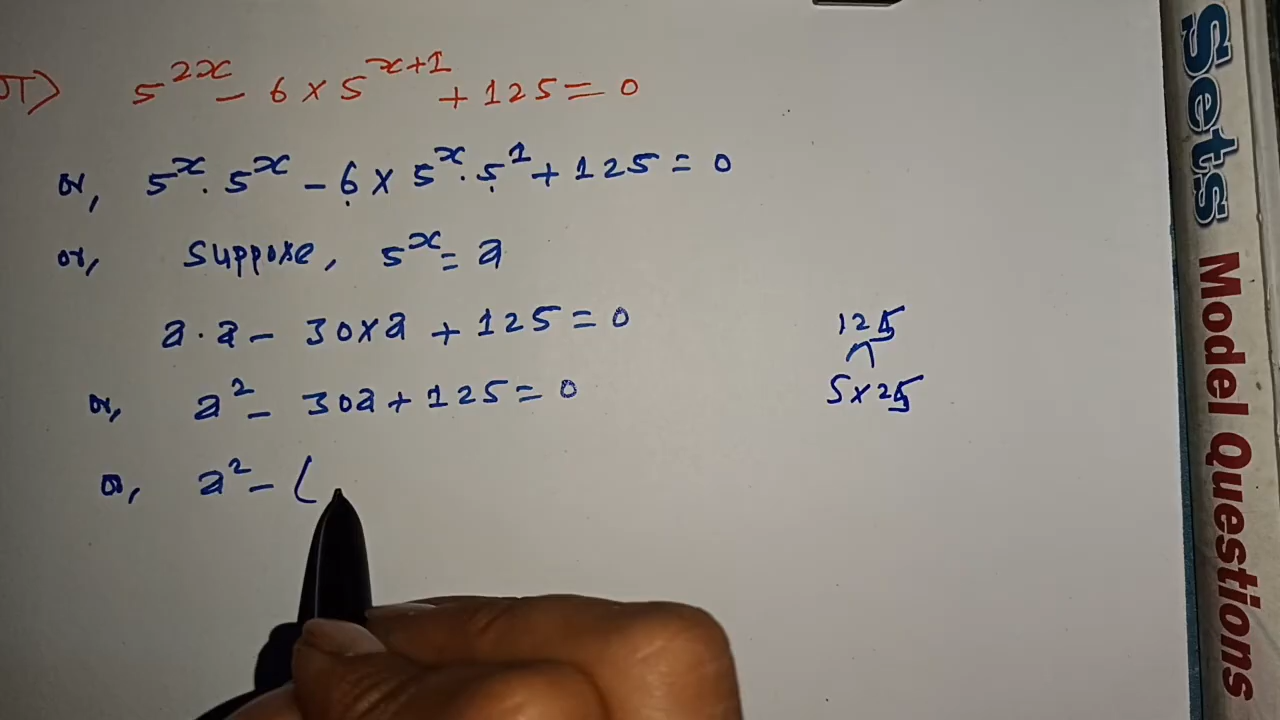 5^{2x} - 6 × 5^{x+1} + 125 = 0
or, 5^x . 5^x - 6 × 5^x . 5^1 + 125 = 0
or, Suppose, 5^x = a
a . a - 30 × a + 125 = 0
or, a^2 - 30a + 125 = 0
or, a^2 - (
125
5 × 25
Sets Model Questions